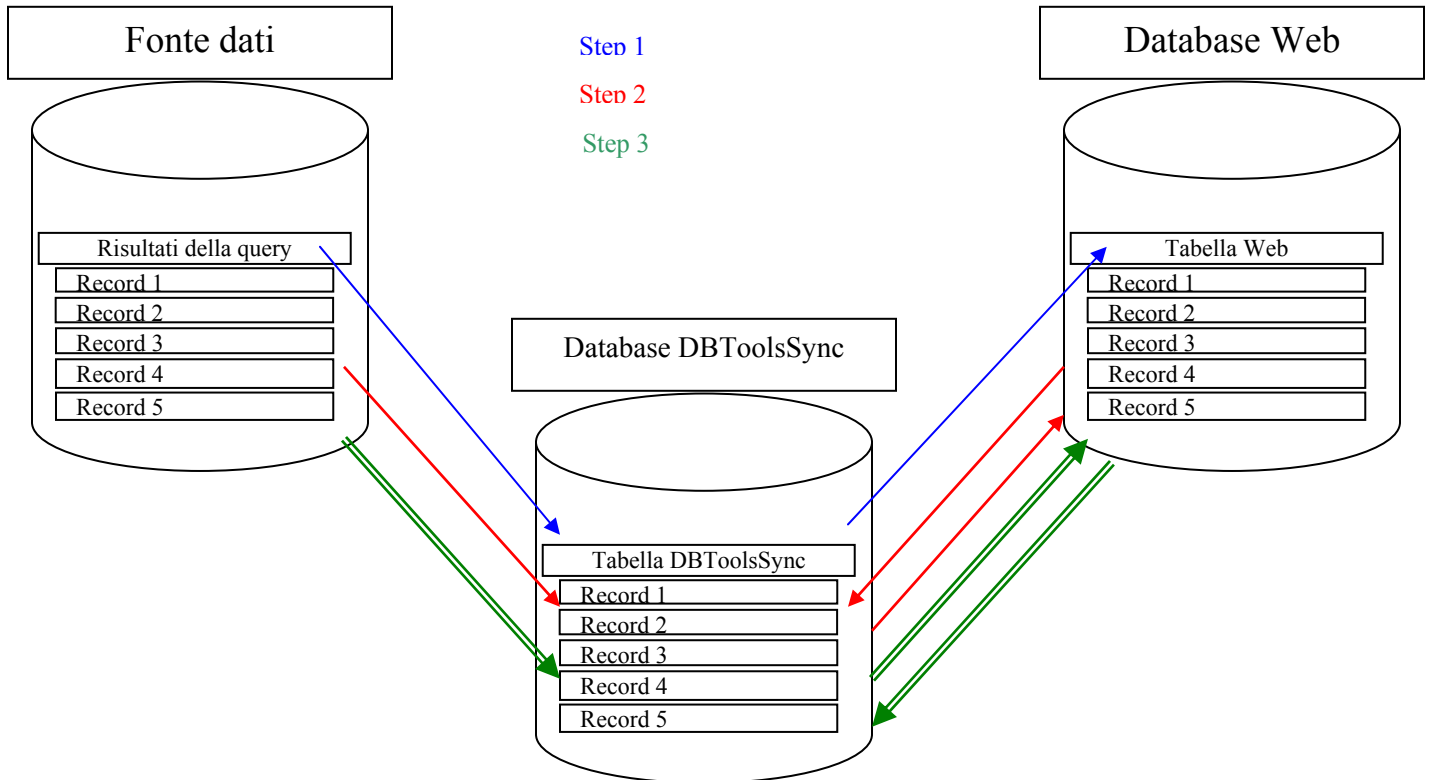 Fonte dati
Step 1
Step 2
Step 3
Database Web
Risultati della query
Record 1
Record 2
Record 3
Record 4
Record 5
Database DBToolsSync
Tabella DBToolsSync
Record 1
Record 2
Record 3
Record 4
Record 5
Tabella Web
Record 1
Record 2
Record 3
Record 4
Record 5